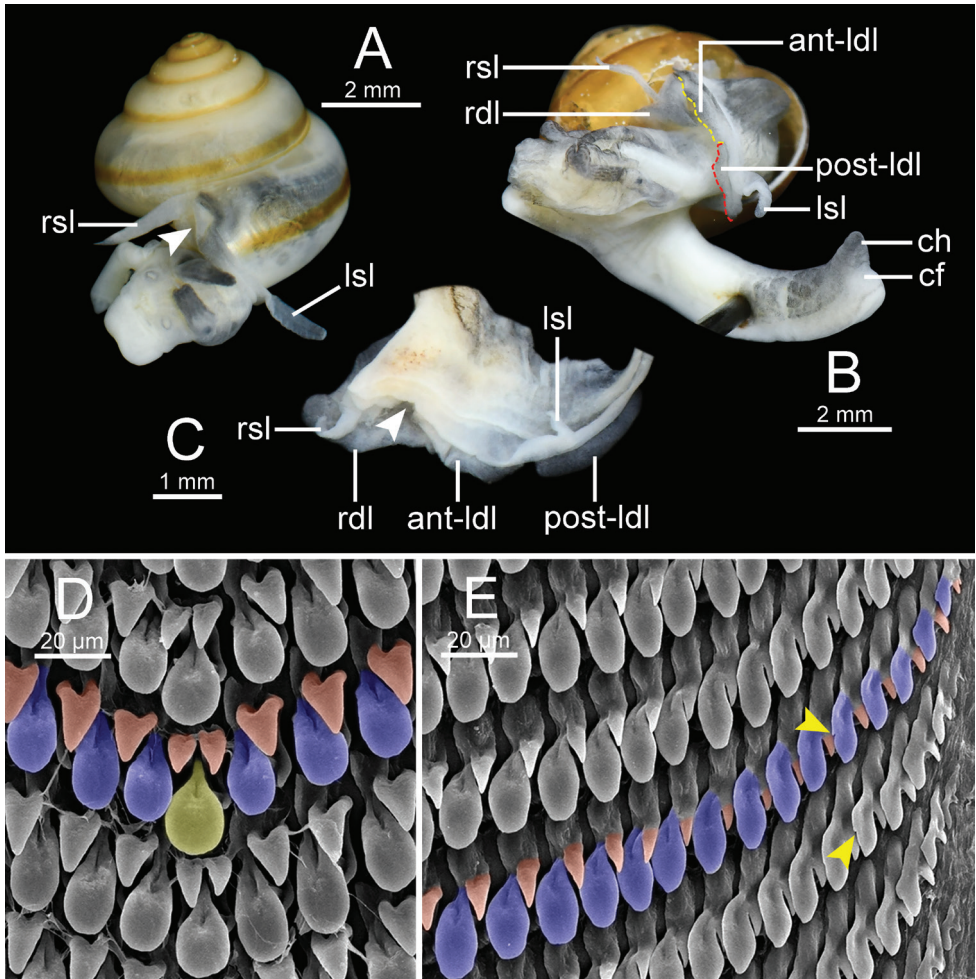 A
2 mm
rsl
lsl
rsl
rdl
ant-ldl
post-ldl
lsl
ch
cf
B
2 mm
C
1 mm
rsl
rdl
ant-ldl
post-ldl
lsl
D
20 µm
E
20 µm